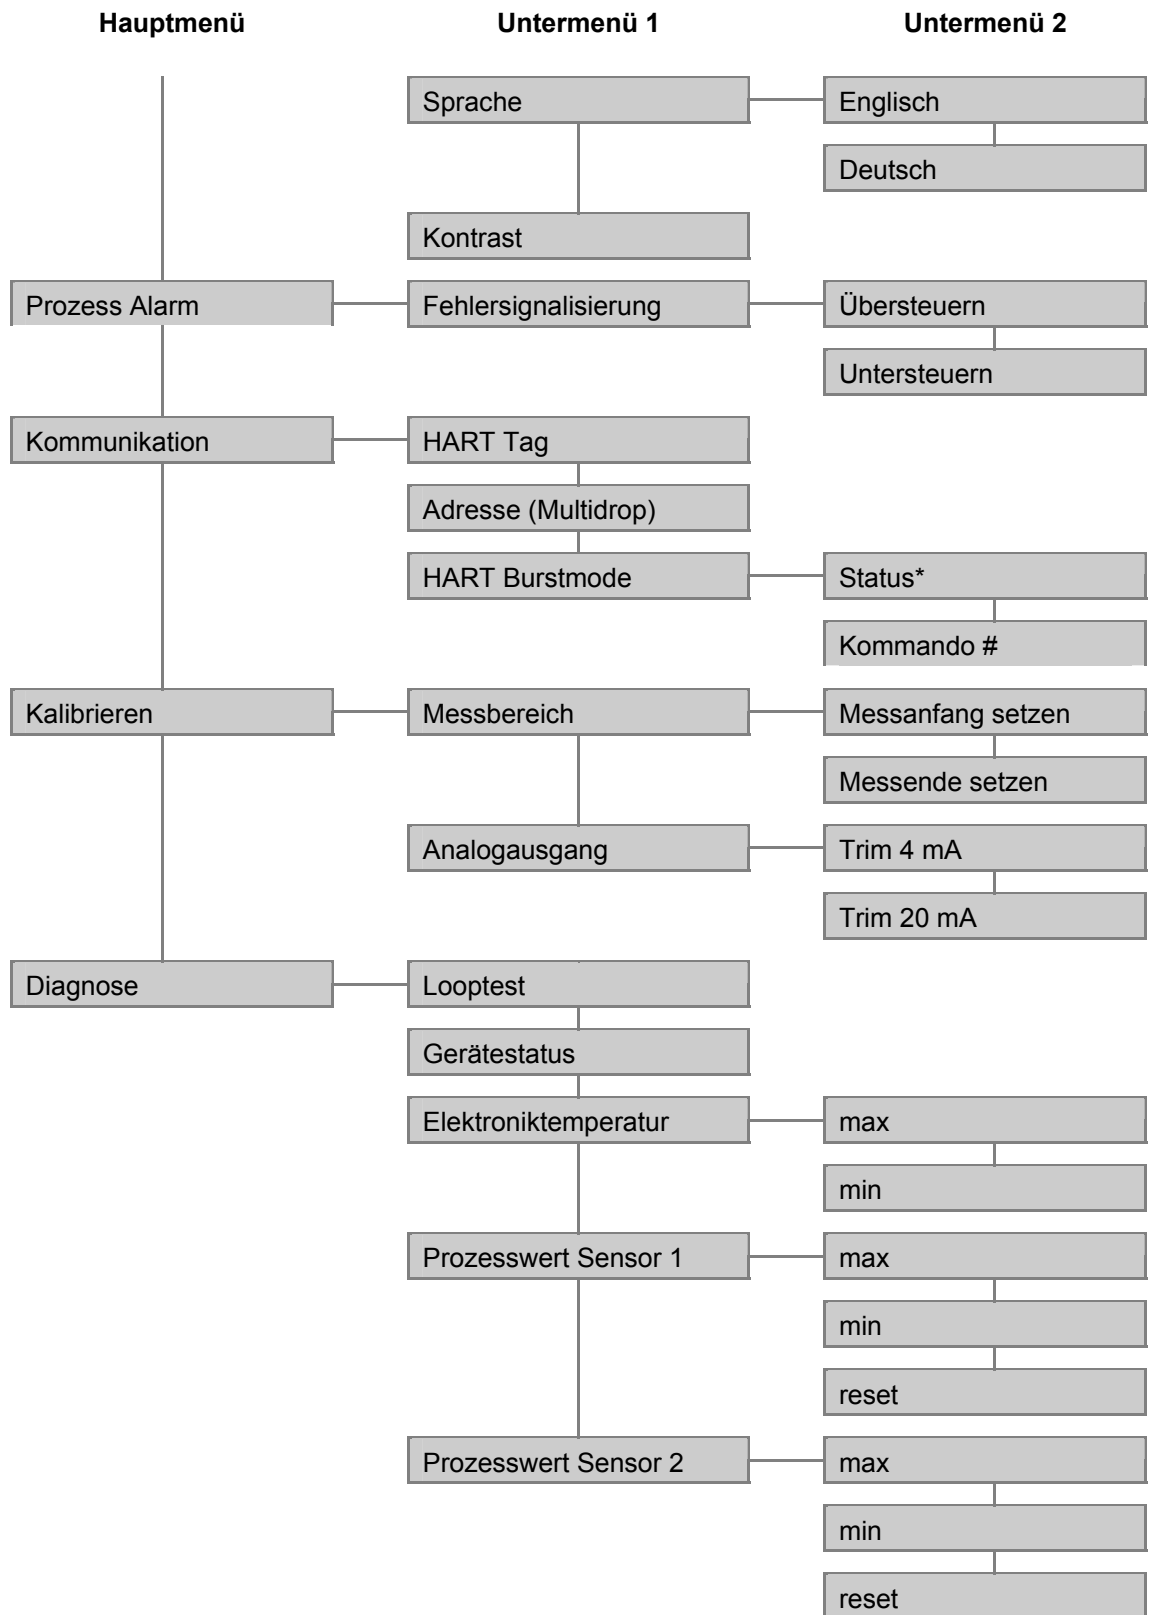 Hauptmenü Untermenü 1 Untermenü 2
Sprache Englisch
Deutsch
Kontrast
Prozess Alarm Fehlersignalisierung Übersteuern
Untersteuern
Kommunikation HART Tag
Adresse (Multidrop)
HART Burstmode Status*
Kommando #
Kalibrieren Messbereich Messanfang setzen
Messende setzen
Analogausgang Trim 4 mA
Trim 20 mA
Diagnose Looptest
Gerätestatus
Elektroniktemperatur max
min
Prozesswert Sensor 1 max
min
reset
Prozesswert Sensor 2 max
min
reset